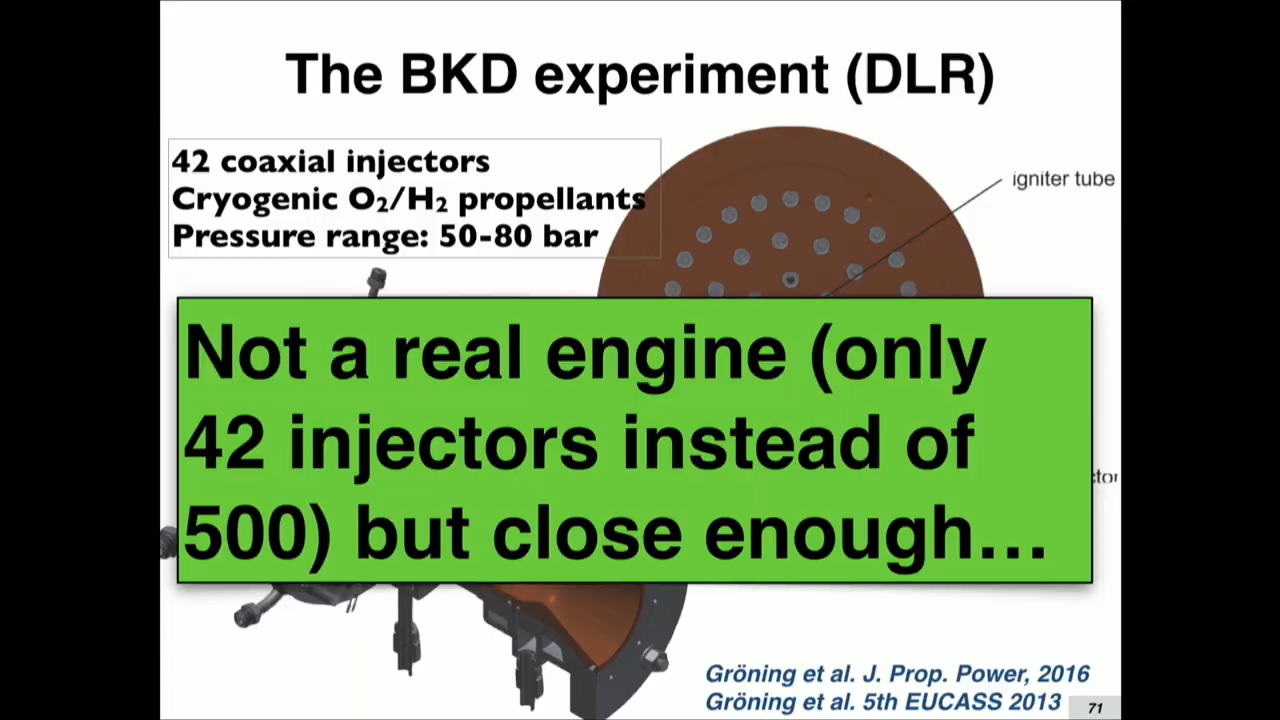 The BKD experiment (DLR)
42 coaxial injectors
Cryogenic O₂/H₂ propellants
Pressure range: 50-80 bar
igniter tube
Not a real engine (only
42 injectors instead of
500) but close enough…
Gröning et al. J. Prop. Power, 2016
Gröning et al. 5th EUCASS 2013
71